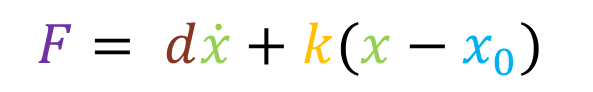 F = dẋ + k(x − x₀)